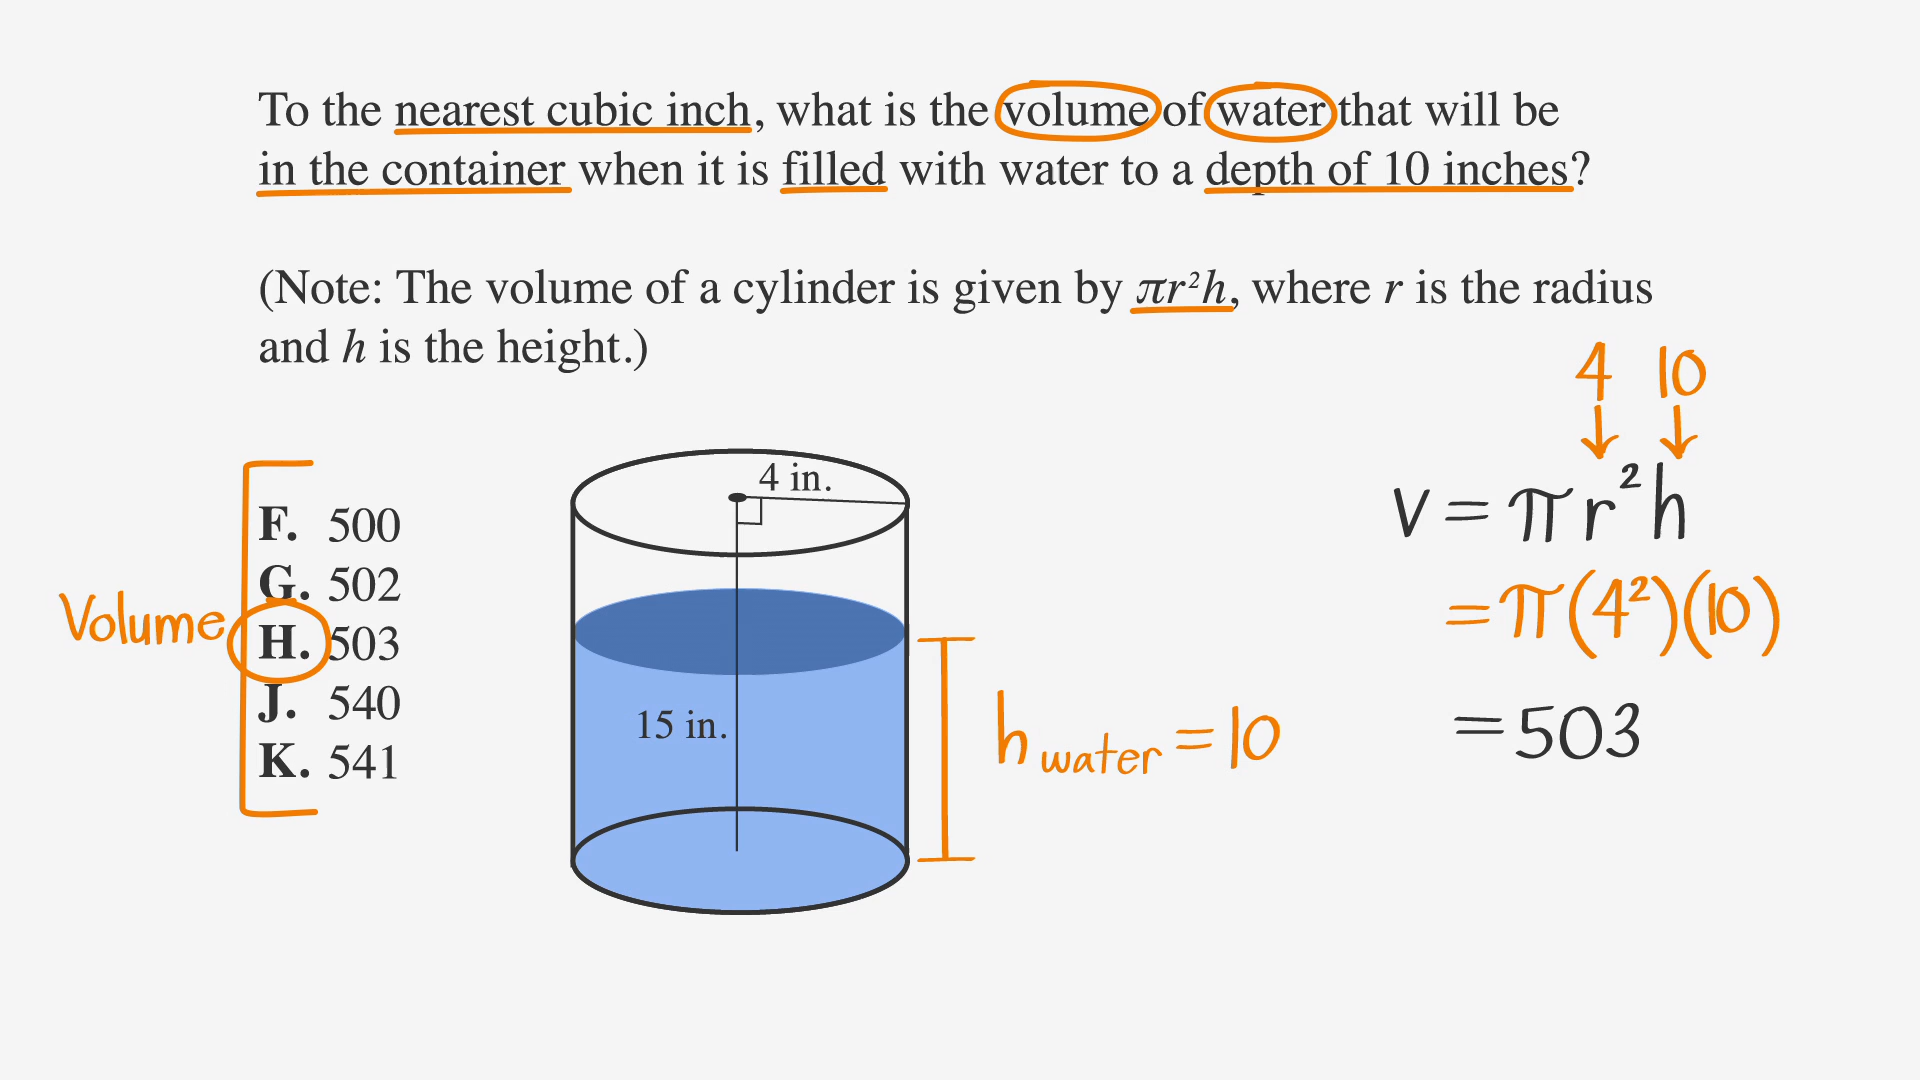 To the nearest cubic inch, what is the volume of water that will be
in the container when it is filled with water to a depth of 10 inches?
(Note: The volume of a cylinder is given by πr²h, where r is the radius
and h is the height.)
4 10
V = πr²h
= π(4²)(10)
= 503
Volume
F. 500
G. 502
H. 503
J. 540
K. 541
4 in.
15 in.
h water = 10